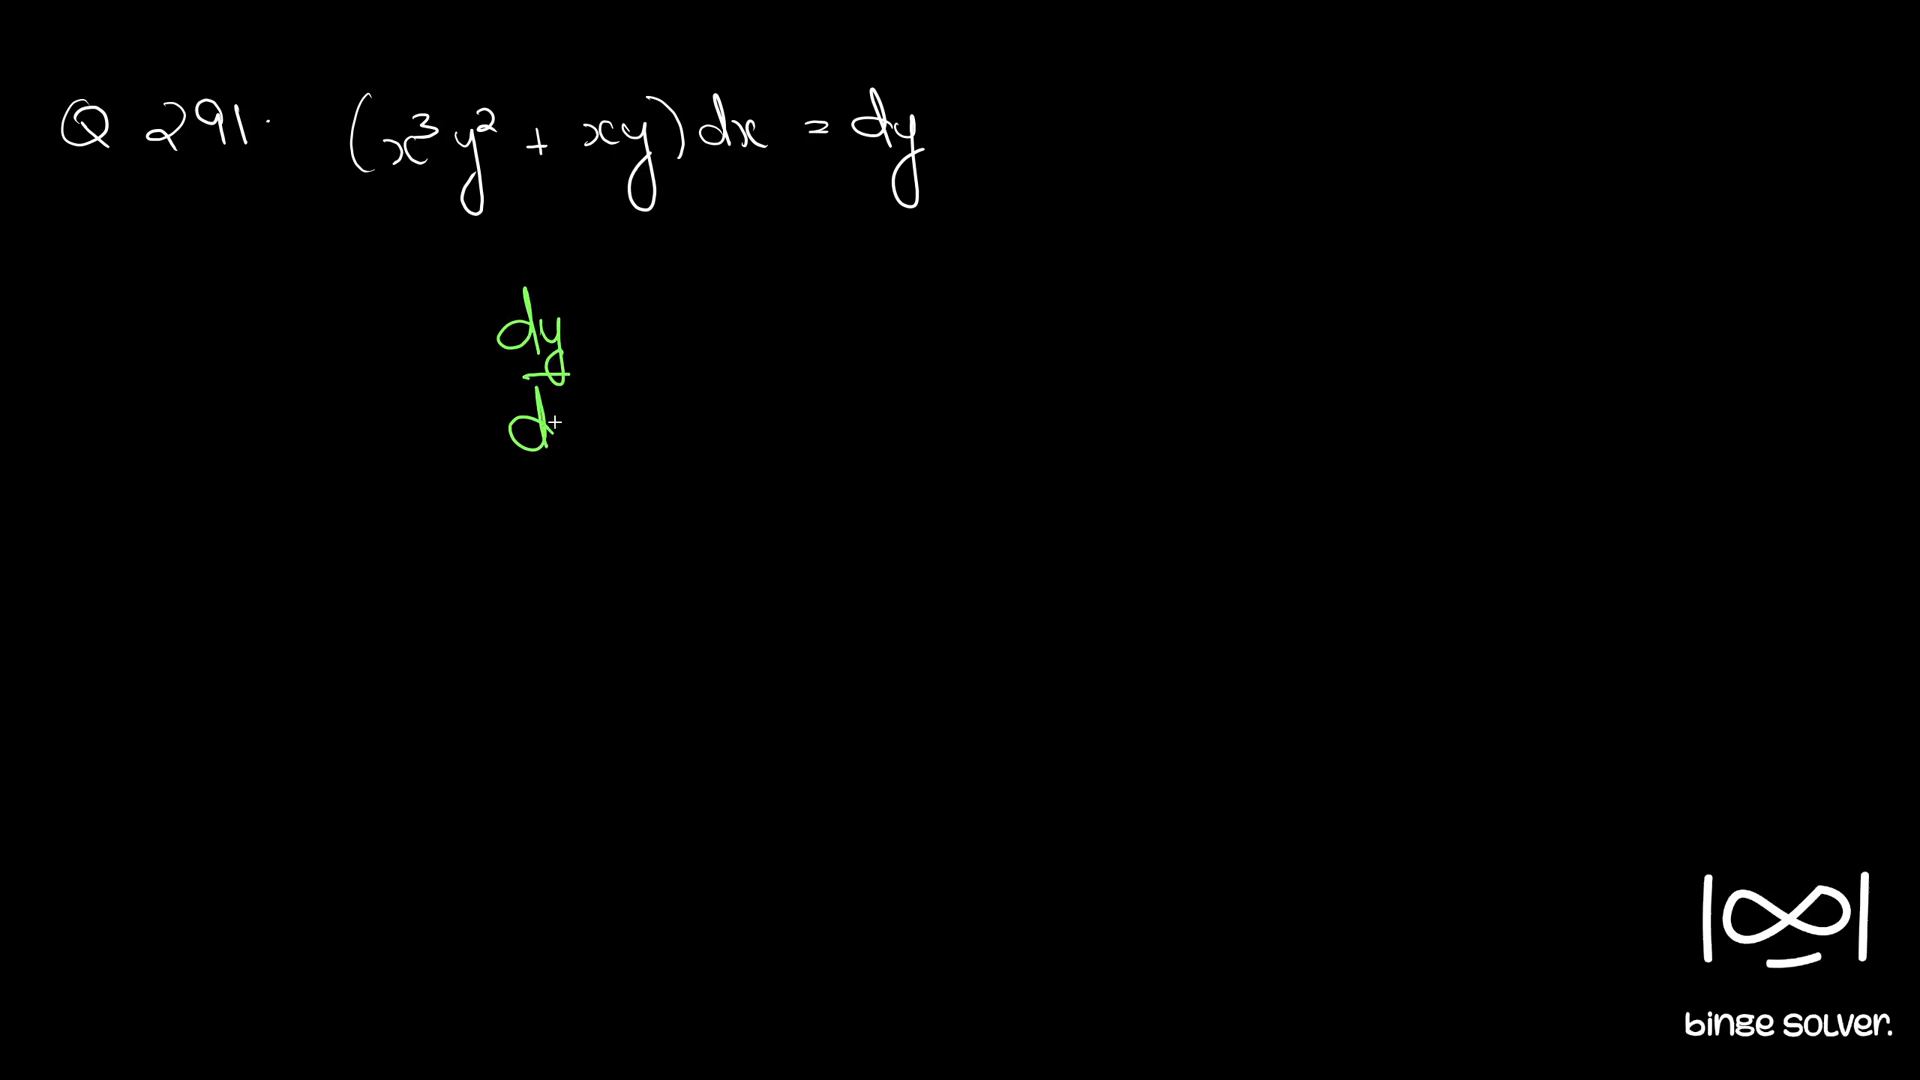 Q 291. (x³y² + xy) dx = dy
dy
d
binge solver.